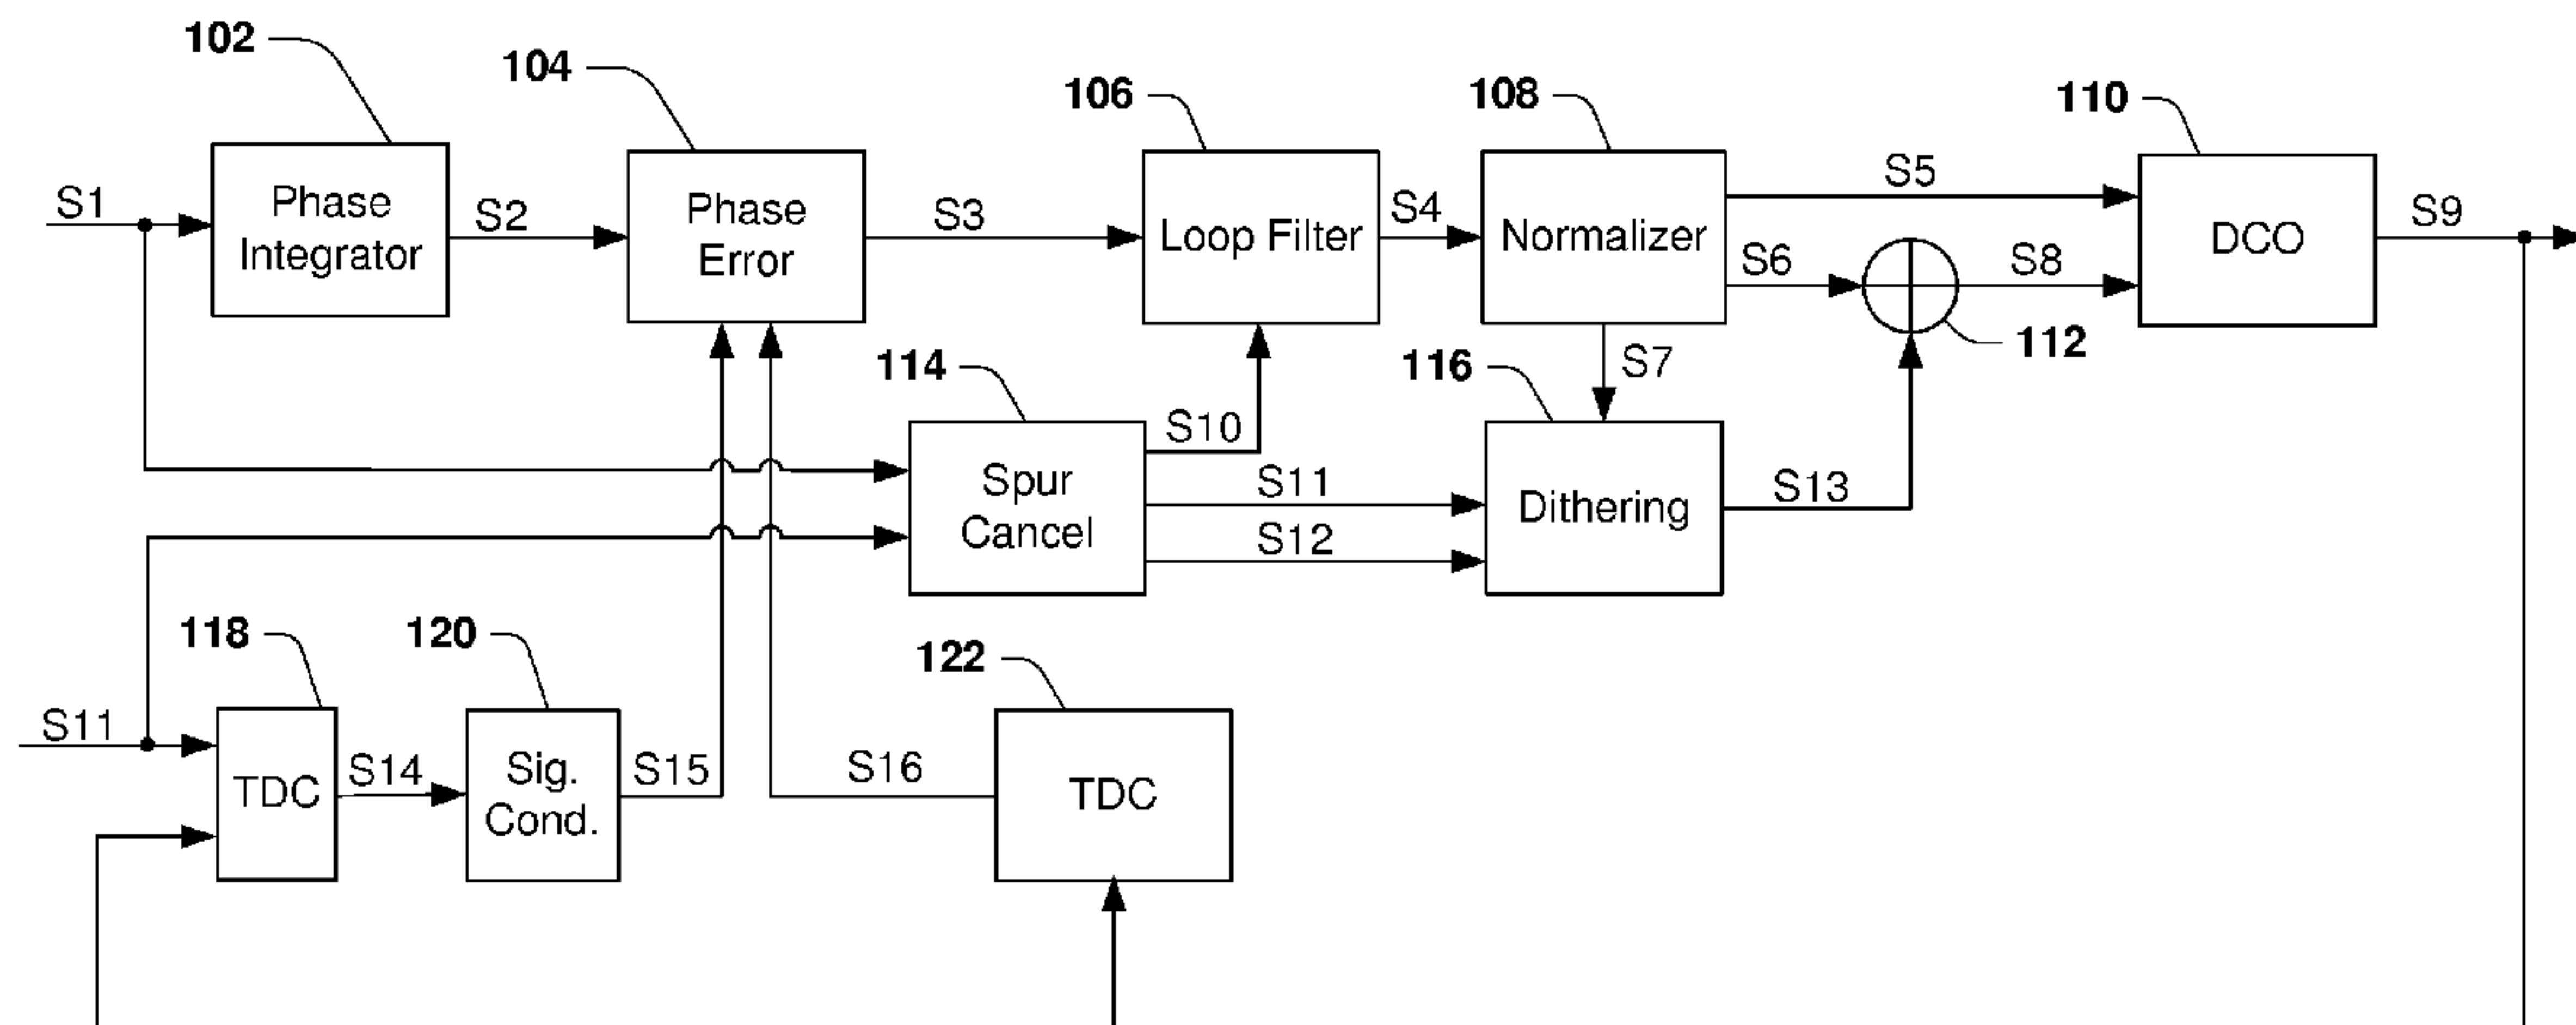 102
104
106
108
110
S1
Phase
Integrator
S2
Phase
Error
S3
Loop Filter
S4
Normalizer
S5
S6
S8
DCO
S9
112
S7
114
116
S10
Spur
Cancel
S11
S12
Dithering
S13
118
120
122
S11
TDC
S14
Sig.
Cond.
S15
S16
TDC